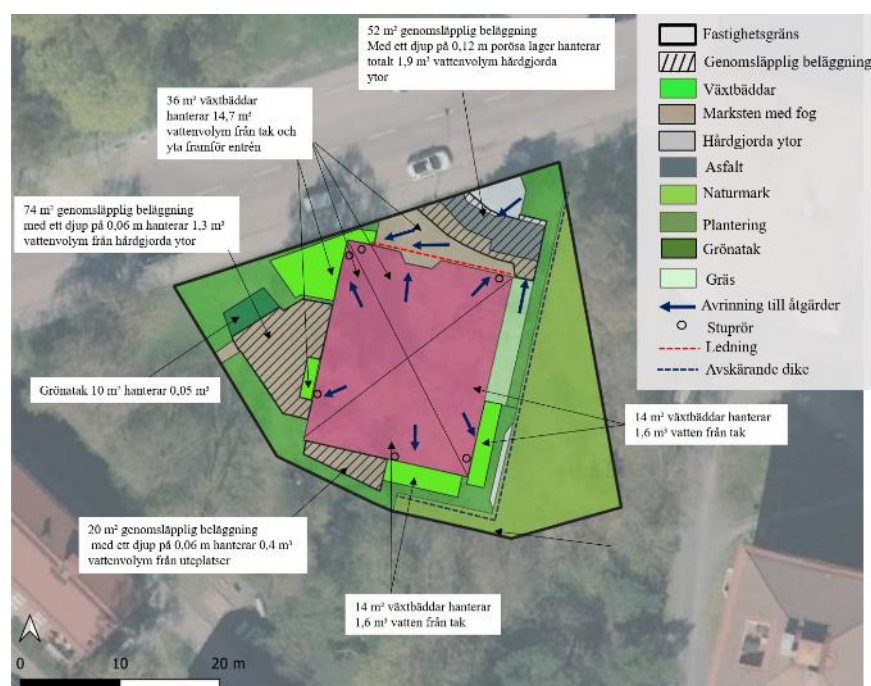 52 m² genomsläpplig beläggning
Med ett djup på 0,12 m porösa lager hanterar
totalt 1,9 m³ vattenvolym hårdgjorda
ytor
36 m² växtbäddar
hanterar 14,7 m³
vattenvolym från tak och
yta framför entrén
74 m² genomsläpplig beläggning
med ett djup på 0,06 m hanterar 1,3 m³
vattenvolym från hårdgjorda ytor
Grönatak 10 m² hanterar 0,05 m³
14 m² växtbäddar hanterar
1,6 m³ vatten från tak
20 m² genomsläpplig beläggning
med ett djup på 0,06 m hanterar 0,4 m³
vattenvolym från uteplatser
14 m² växtbäddar hanterar
1,6 m³ vatten från tak
0 10 20 m
Fastighetsgräns
Genomsläpplig beläggning
Växtbäddar
Marksten med fog
Hårdgjorda ytor
Asfalt
Naturmark
Plantering
Grönatak
Gräs
Avrinning till åtgärder
Stuprör
Ledning
Avskärande dike